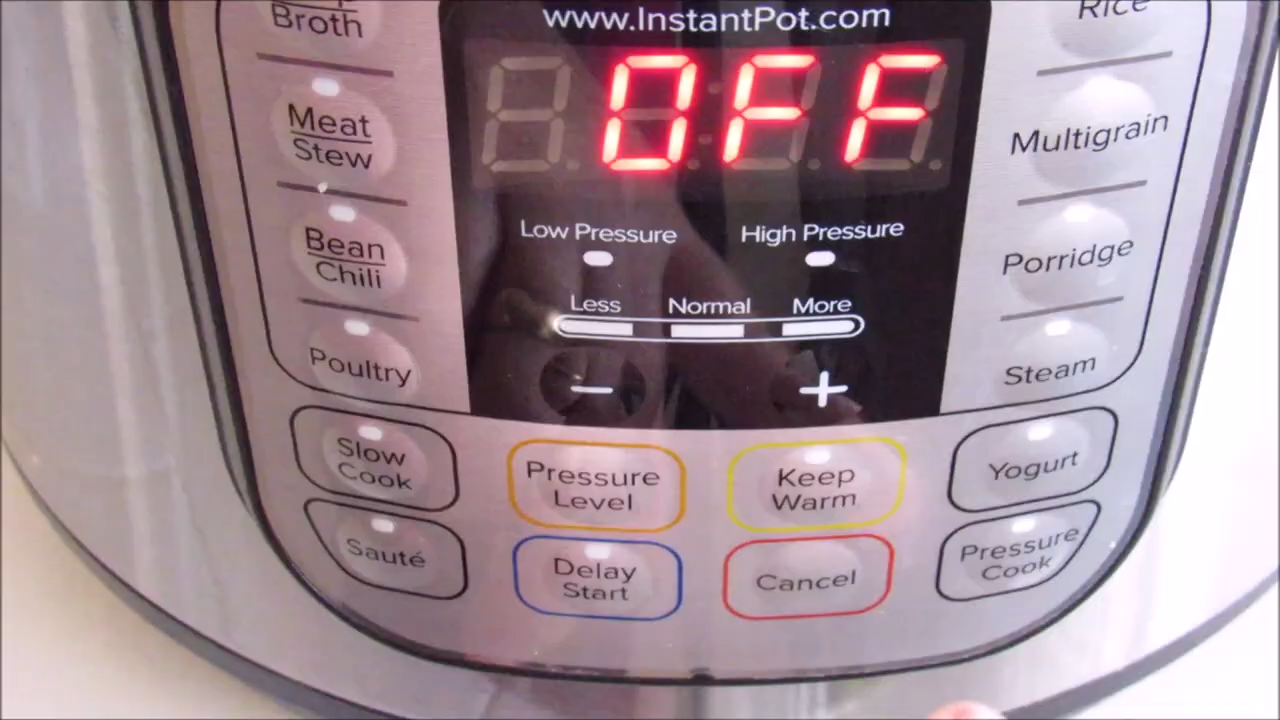 Broth
www.InstantPot.com
Rice
OFF
Meat
Stew
Multigrain
Bean
Chili
Low Pressure
High Pressure
Porridge
Less Normal More
Poultry
Steam
− +
Slow
Cook
Pressure
Level
Keep
Warm
Yogurt
Sauté
Delay
Start
Cancel
Pressure
Cook